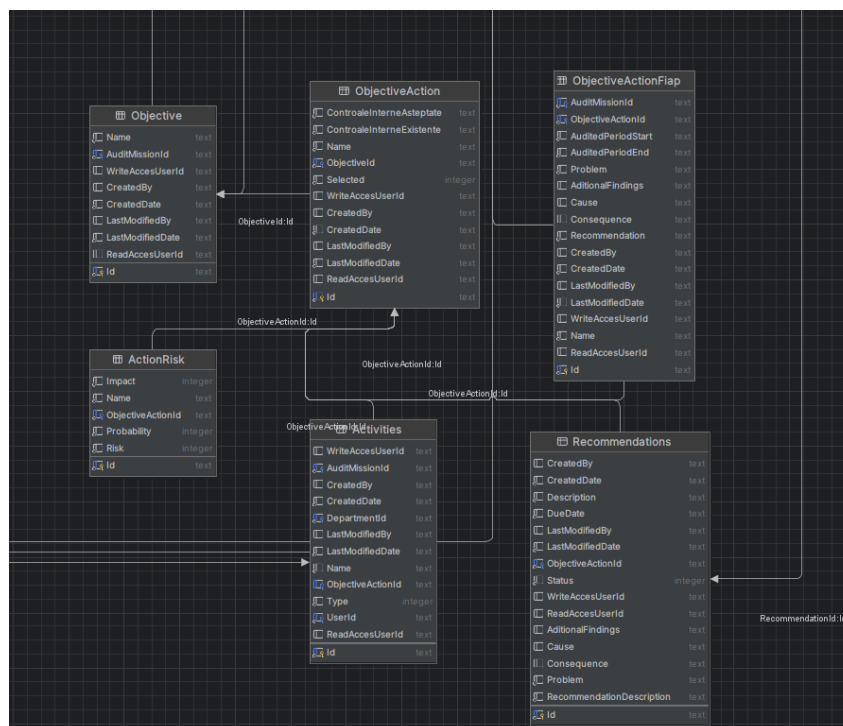 Objective
Name text
AuditMissionId text
WriteAccesUserId text
CreatedBy text
CreatedDate text
LastModifiedBy text
LastModifiedDate text
ReadAccesUserId text
Id text
ObjectiveAction
ControaleInterneAsteptate text
ControaleInterneExistente text
Name text
ObjectiveId text
Selected integer
WriteAccesUserId text
CreatedBy text
CreatedDate text
LastModifiedBy text
LastModifiedDate text
ReadAccesUserId text
Id text
ObjectiveActionFiap
AuditMissionId text
ObjectiveActionId text
AuditedPeriodStart text
AuditedPeriodEnd text
Problem text
AditionalFindings text
Cause text
Consequence text
Recommendation text
CreatedBy text
CreatedDate text
LastModifiedBy text
LastModifiedDate text
WriteAccesUserId text
Name text
ReadAccesUserId text
Id text
ObjectiveId:Id
ObjectiveActionId:Id
ObjectiveActionId:Id
ObjectiveActionId:Id
ActionRisk
Impact integer
Name text
ObjectiveActionId text
Probability integer
Risk integer
Id text
ObjectiveActionId:Id
Activities
WriteAccesUserId text
AuditMissionId text
CreatedBy text
CreatedDate text
DepartmentId text
LastModifiedBy text
LastModifiedDate text
Name text
ObjectiveActionId text
Type integer
UserId text
ReadAccesUserId text
Id text
Recommendations
CreatedBy text
CreatedDate text
Description text
DueDate text
LastModifiedBy text
LastModifiedDate text
ObjectiveActionId text
Status integer
WriteAccesUserId text
ReadAccesUserId text
AditionalFindings text
Cause text
Consequence text
Problem text
RecommendationDescription text
Id text
RecommendationId:Id